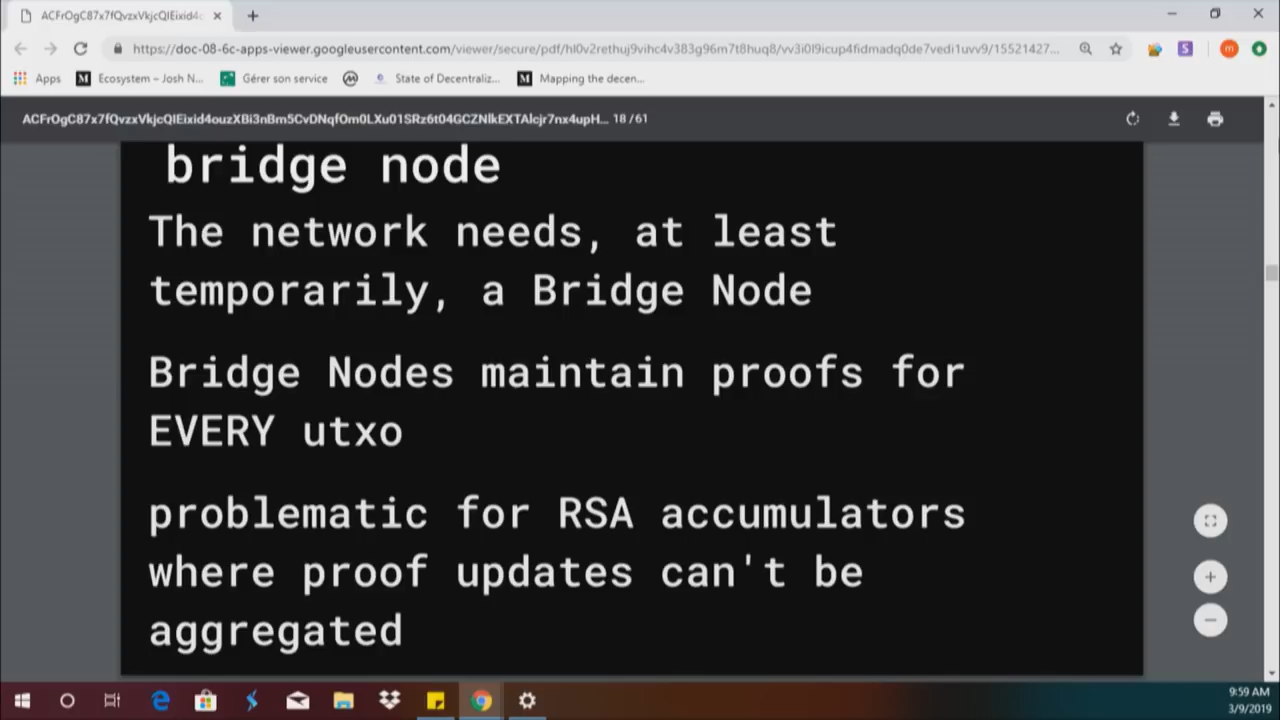 ACFrOgC87x7fQvzxVkjcQIEixid4c
https://doc-08-6c-apps-viewer.googleusercontent.com/viewer/secure/pdf/hl0v2rethuj9vihc4v383g96m7t8huq8/vv3i0l9icup4fidmadq0de7vedi1uvv9/15521427...
Apps Ecosystem – Josh N... Gérer son service State of Decentraliz... Mapping the decen...
ACFrOgC87x7fQvzxVkjcQIEixid4ouzXBi3nBm5CvDNqfOm0LXu01SRz6t04GCZNlkEXTAlcjr7nx4upH... 18 / 61
bridge node
The network needs, at least
temporarily, a Bridge Node
Bridge Nodes maintain proofs for
EVERY utxo
problematic for RSA accumulators
where proof updates can't be
aggregated
9:59 AM
3/9/2019